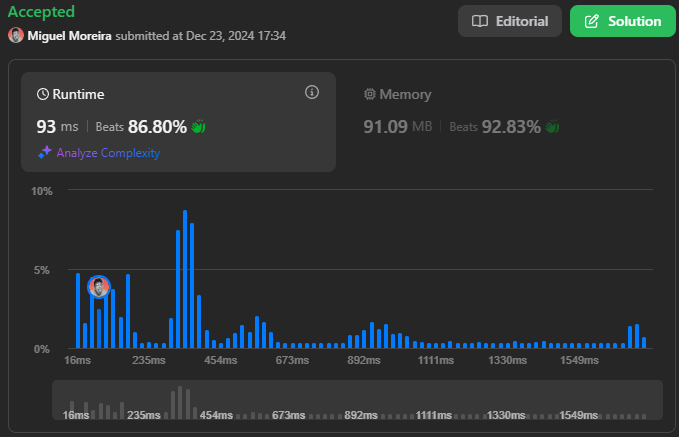 Accepted
Editorial
Solution
Miguel Moreira submitted at Dec 23, 2024 17:34
Runtime
93 ms | Beats 86.80%
Analyze Complexity
Memory
91.09 MB | Beats 92.83%
10%
5%
0%
16ms 235ms 454ms 673ms 892ms 1111ms 1330ms 1549ms
16ms 235ms 454ms 673ms 892ms 1111ms 1330ms 1549ms